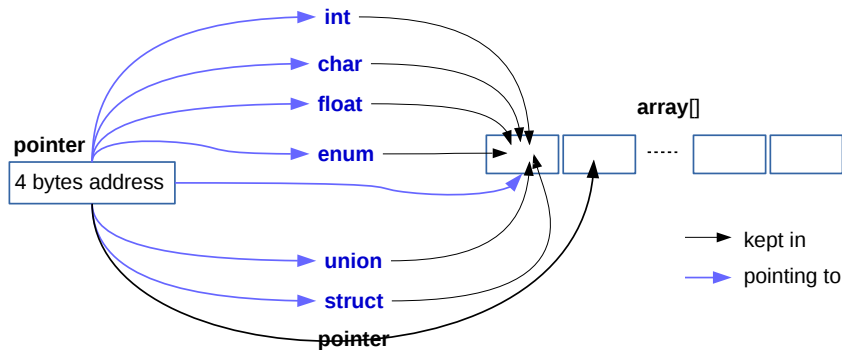 int
char
float
enum
pointer
4 bytes address
array[]
union
struct
pointer
kept in
pointing to